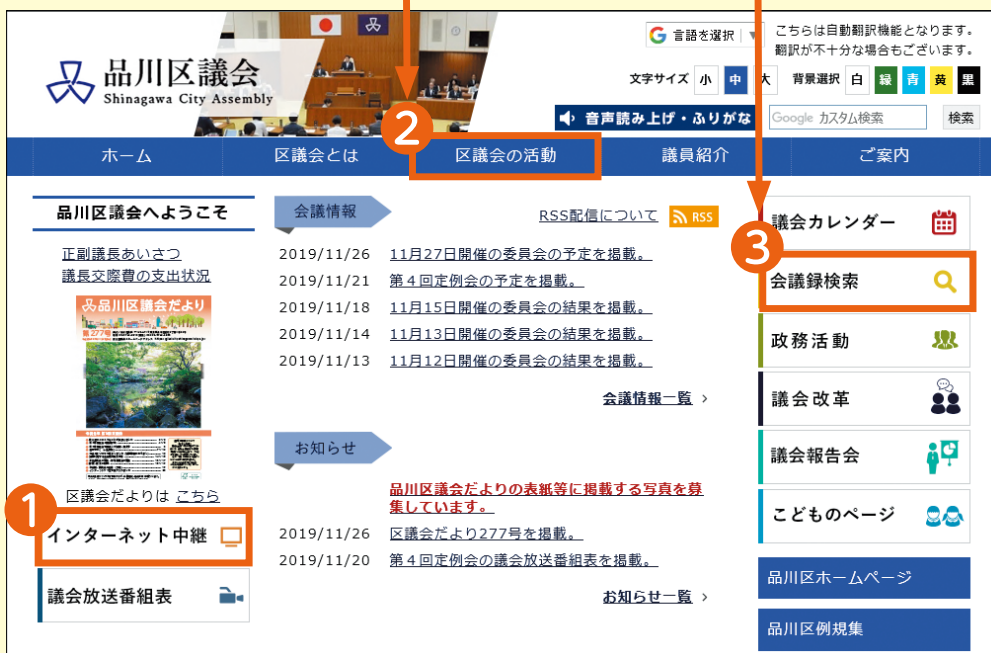 品川区議会
Shinagawa City Assembly
言語を選択
こちらは自動翻訳機能となります。
翻訳が不十分な場合もございます。
文字サイズ 小 中 大 背景選択 白 緑 青 黄 黒
音声読み上げ・ふりがな
Google カスタム検索 検索
2
ホーム 区議会とは 区議会の活動 議員紹介 ご案内
品川区議会へようこそ
正副議長あいさつ
議長交際費の支出状況
品川区議会だより
第277号
区議会だよりは こちら
1
インターネット中継
議会放送番組表
会議情報
RSS配信について RSS
2019/11/26 11月27日開催の委員会の予定を掲載。
2019/11/21 第4回定例会の予定を掲載。
2019/11/18 11月15日開催の委員会の結果を掲載。
2019/11/14 11月13日開催の委員会の結果を掲載。
2019/11/13 11月12日開催の委員会の結果を掲載。
会議情報一覧 >
お知らせ
品川区議会だよりの表紙等に掲載する写真を募
集しています。
2019/11/26 区議会だより277号を掲載。
2019/11/20 第4回定例会の議会放送番組表を掲載。
お知らせ一覧 >
議会カレンダー
3
会議録検索
政務活動
議会改革
議会報告会
こどものページ
品川区ホームページ
品川区例規集